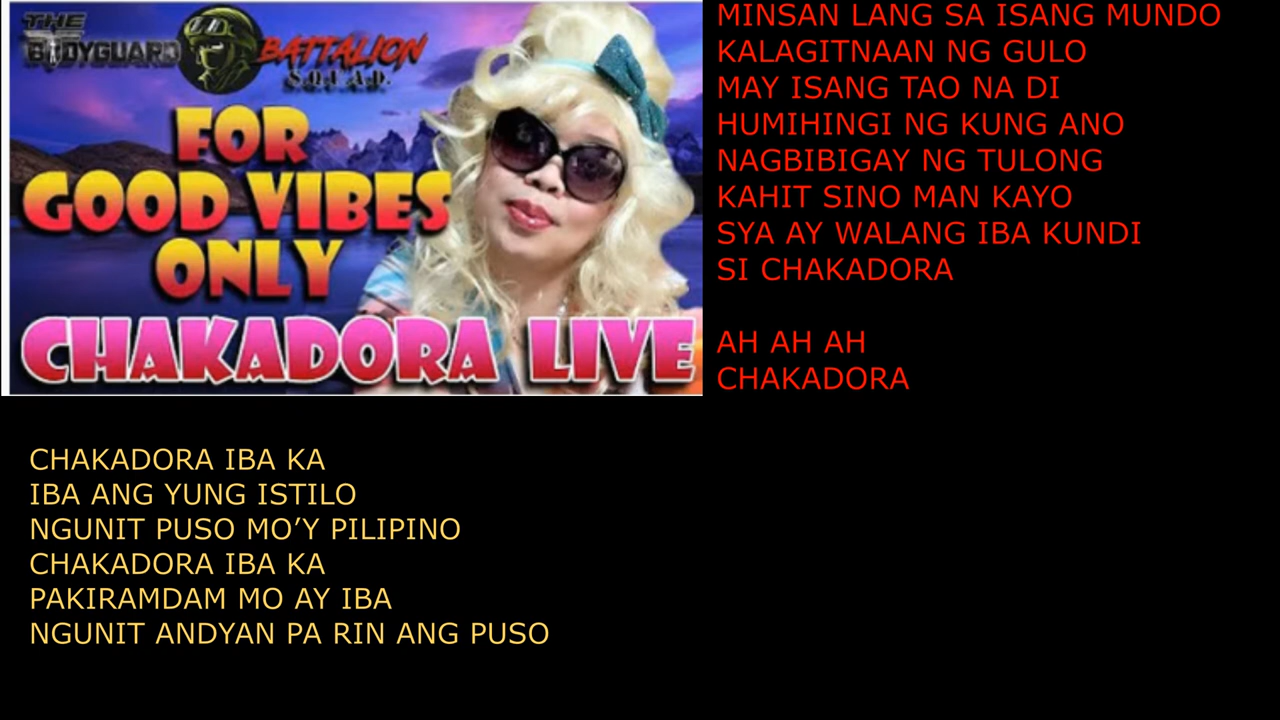 THE
BODYGUARD BATTALION
S.Q.U.A.D.
FOR
GOOD VIBES
ONLY
CHAKADORA LIVE
MINSAN LANG SA ISANG MUNDO
KALAGITNAAN NG GULO
MAY ISANG TAO NA DI
HUMIHINGI NG KUNG ANO
NAGBIBIGAY NG TULONG
KAHIT SINO MAN KAYO
SYA AY WALANG IBA KUNDI
SI CHAKADORA
AH AH AH
CHAKADORA
CHAKADORA IBA KA
IBA ANG YUNG ISTILO
NGUNIT PUSO MO’Y PILIPINO
CHAKADORA IBA KA
PAKIRAMDAM MO AY IBA
NGUNIT ANDYAN PA RIN ANG PUSO